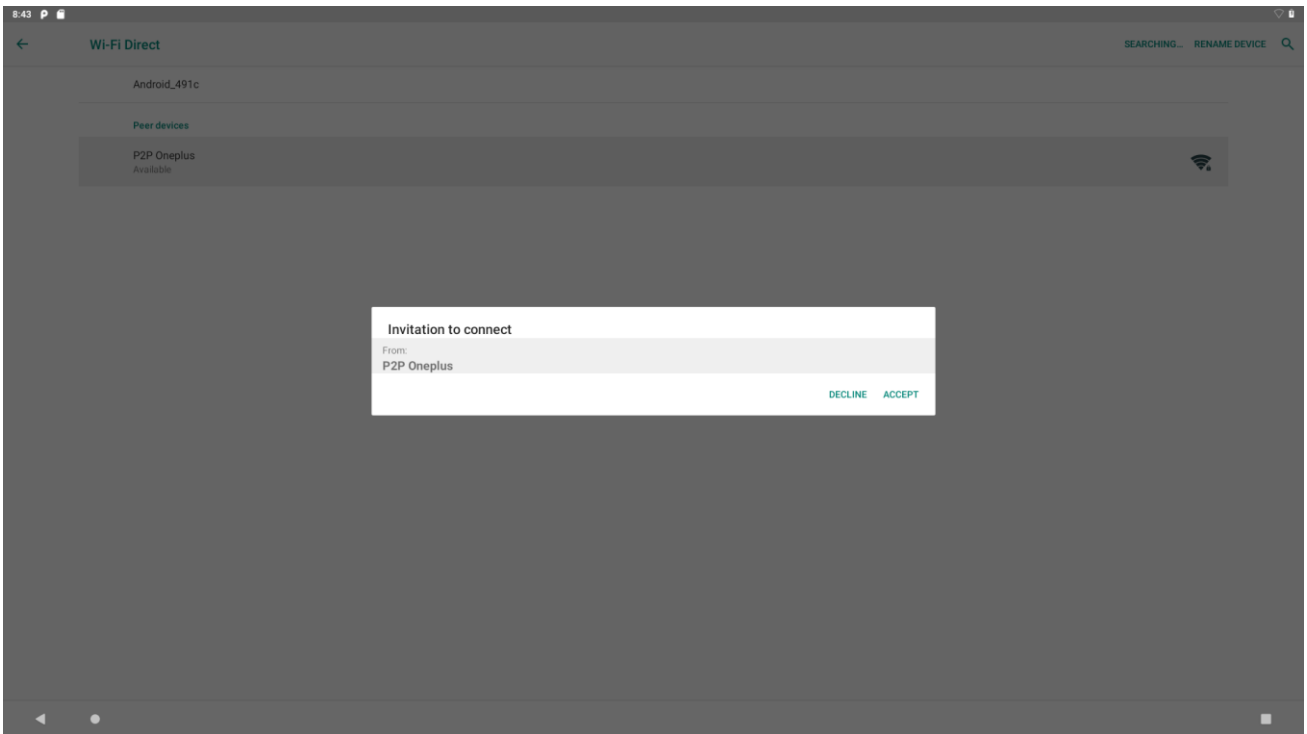 8:43
Wi-Fi Direct
SEARCHING... RENAME DEVICE
Android_491c
Peer devices
P2P Oneplus
Available
Invitation to connect
From:
P2P Oneplus
DECLINE ACCEPT